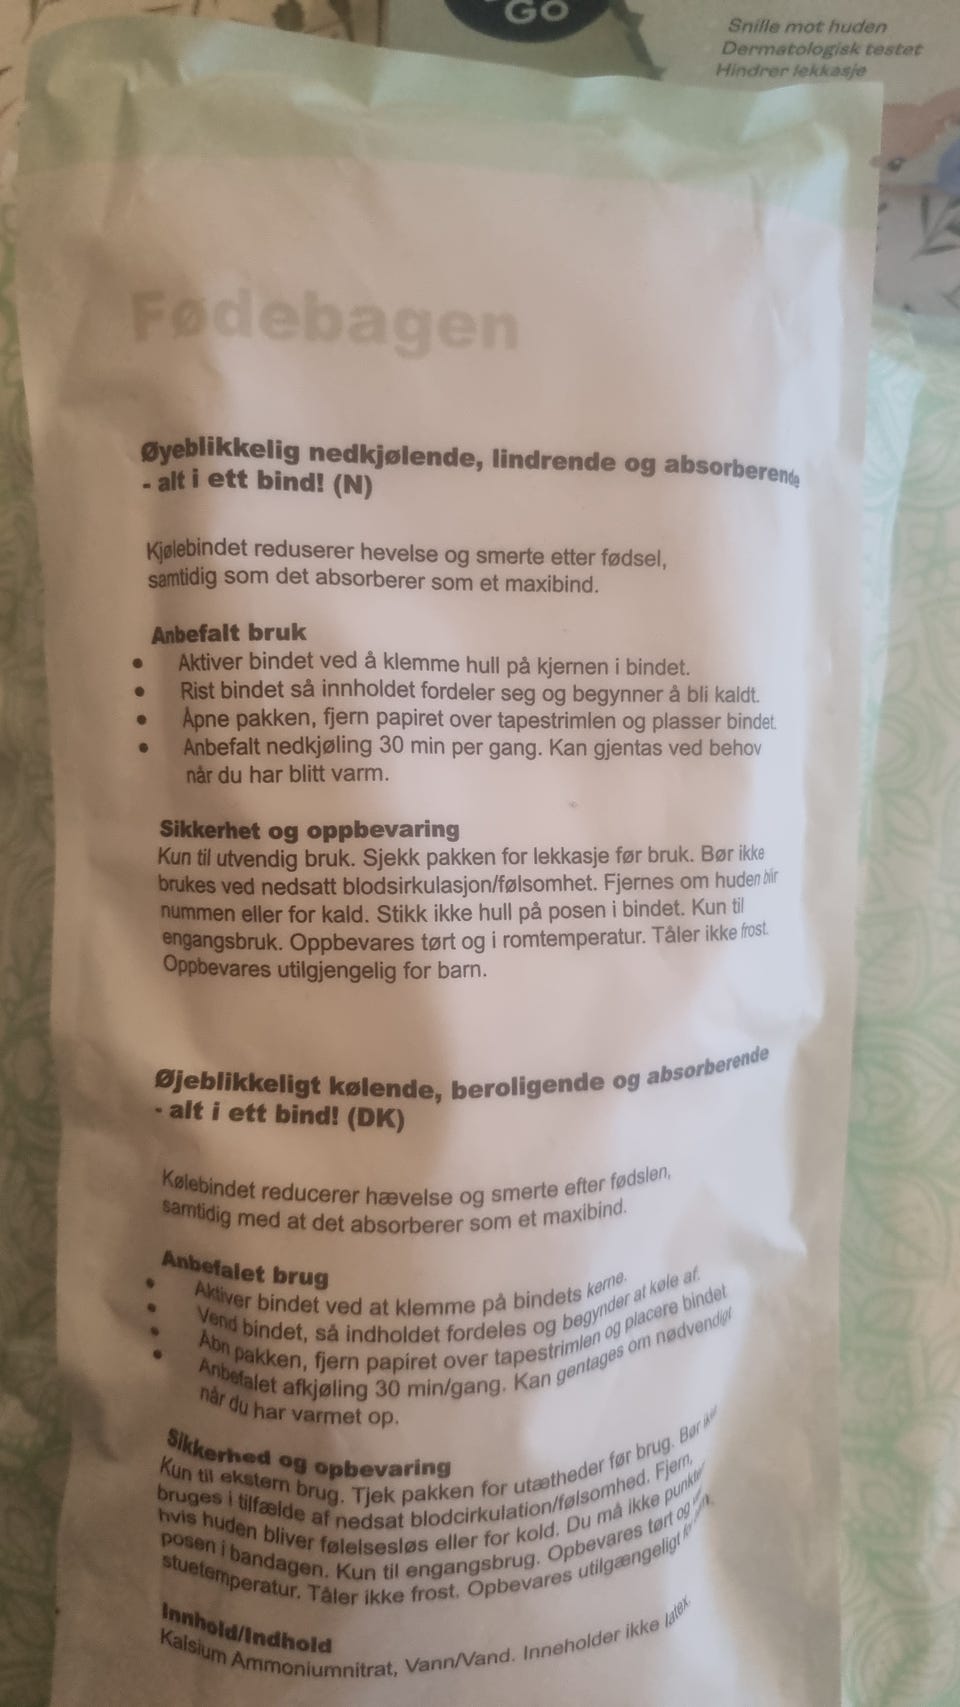 GO
Snille mot huden
Dermatologisk testet
Hindrer lekkasje
Fødebagen
Øyeblikkelig nedkjølende, lindrende og absorberende
- alt i ett bind! (N)
Kjølebindet reduserer hevelse og smerte etter fødsel,
samtidig som det absorberer som et maxibind.
Anbefalt bruk
• Aktiver bindet ved å klemme hull på kjernen i bindet.
• Rist bindet så innholdet fordeler seg og begynner å bli kaldt.
• Åpne pakken, fjern papiret over tapestrimlen og plasser bindet.
• Anbefalt nedkjøling 30 min per gang. Kan gjentas ved behov
når du har blitt varm.
Sikkerhet og oppbevaring
Kun til utvendig bruk. Sjekk pakken for lekkasje før bruk. Bør ikke
brukes ved nedsatt blodsirkulasjon/følsomhet. Fjernes om huden blir
nummen eller for kald. Stikk ikke hull på posen i bindet. Kun til
engangsbruk. Oppbevares tørt og i romtemperatur. Tåler ikke frost.
Oppbevares utilgjengelig for barn.
Øjeblikkeligt kølende, beroligende og absorberende
- alt i ett bind! (DK)
Kølebindet reducerer hævelse og smerte efter fødslen,
samtidig med at det absorberer som et maxibind.
Anbefalet brug
• Aktiver bindet ved at klemme på bindets kerne.
• Vend bindet, så indholdet fordeles og begynder at køle af.
• Åbn pakken, fjern papiret over tapestrimlen og placere bindet
• Anbefalet afkjøling 30 min/gang. Kan gentages om nødvendigt
når du har varmet op.
Sikkerhed og opbevaring
Kun til ekstern brug. Tjek pakken for utætheder før brug. Bør ikke
bruges i tilfælde af nedsat blodcirkulation/følsomhed. Fjern,
hvis huden bliver følelsesløs eller for kold. Du må ikke
posen i bandagen. Kun til engangsbrug. Opbevares tørt og
stuetemperatur. Tåler ikke frost. Opbevares utilgængeligt
Innhold/Indhold
Kalsium Ammoniumnitrat, Vann/Vand. Inneholder ikke latex.